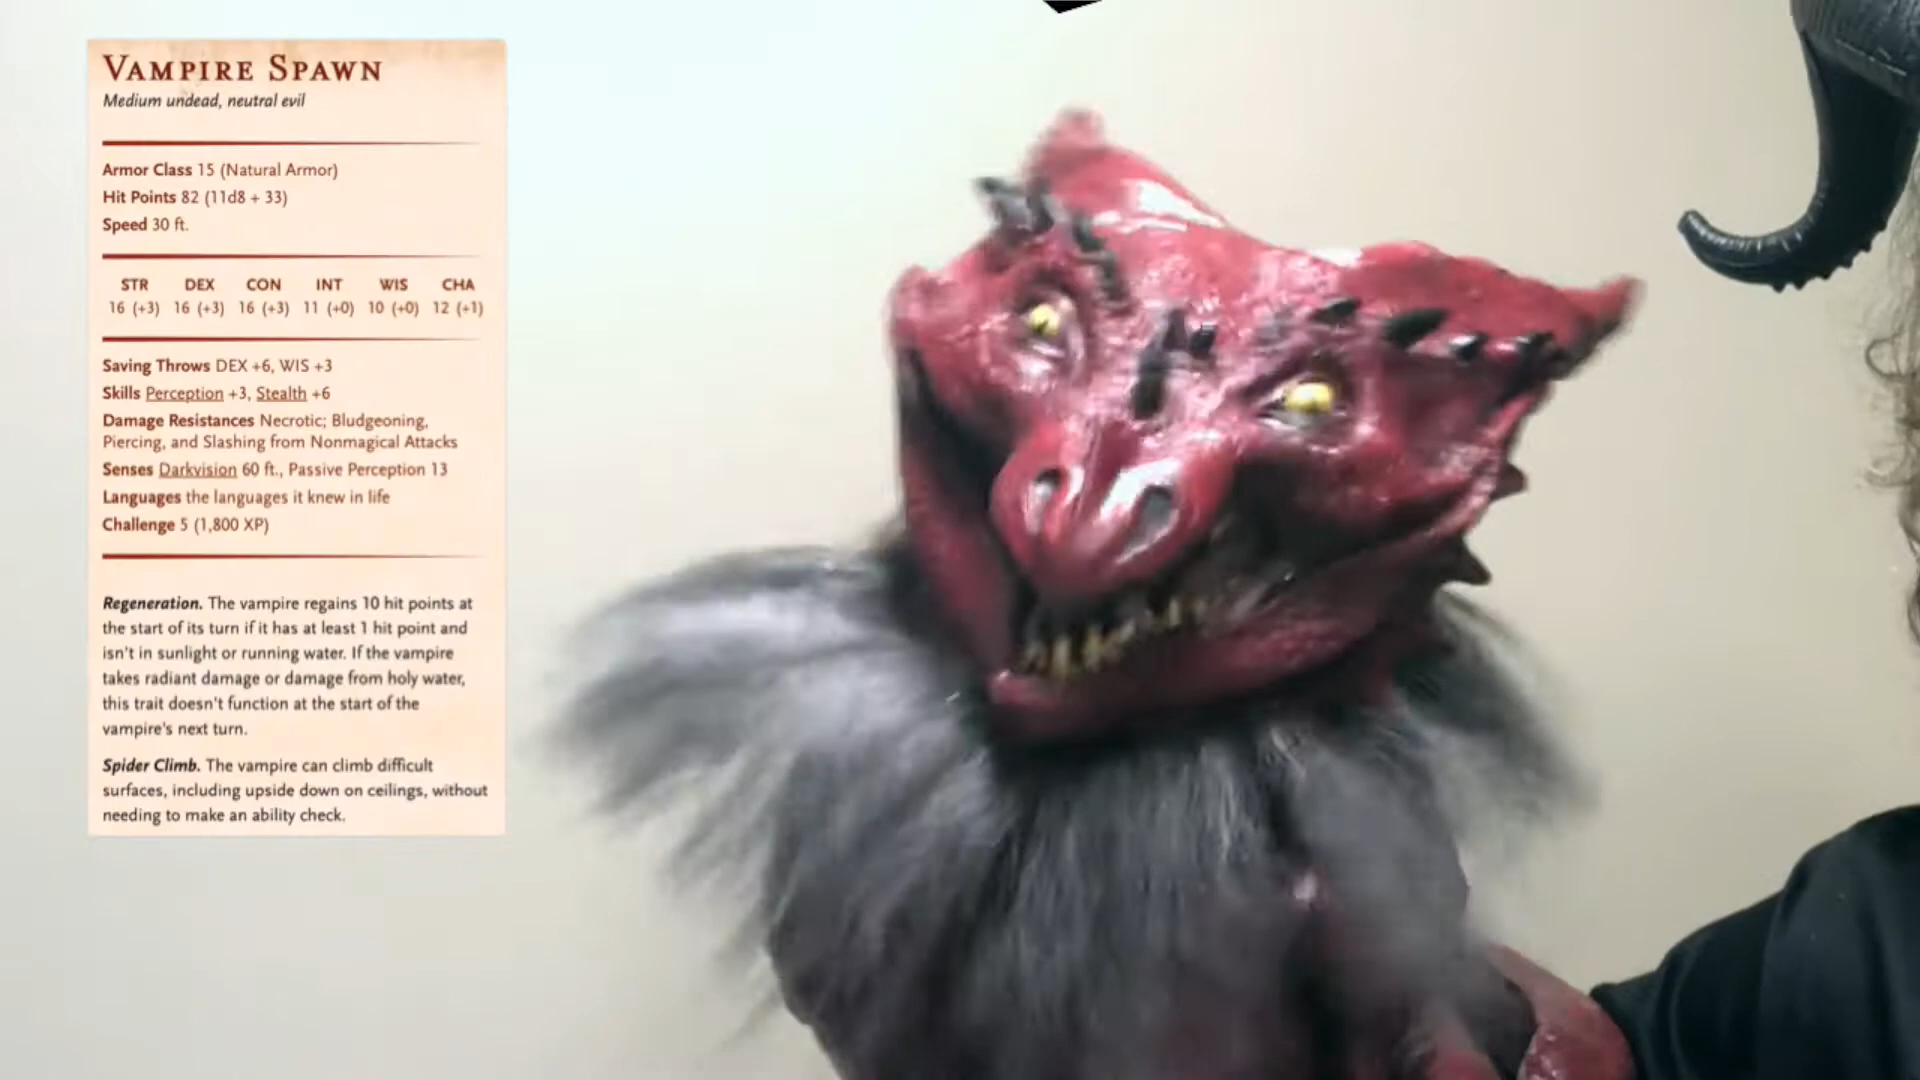 VAMPIRE SPAWN
Medium undead, neutral evil
Armor Class 15 (Natural Armor)
Hit Points 82 (11d8 + 33)
Speed 30 ft.
STR DEX CON INT WIS CHA
16 (+3) 16 (+3) 16 (+3) 11 (+0) 10 (+0) 12 (+1)
Saving Throws DEX +6, WIS +3
Skills Perception +3, Stealth +6
Damage Resistances Necrotic; Bludgeoning,
Piercing, and Slashing from Nonmagical Attacks
Senses Darkvision 60 ft., Passive Perception 13
Languages the languages it knew in life
Challenge 5 (1,800 XP)
Regeneration. The vampire regains 10 hit points at
the start of its turn if it has at least 1 hit point and
isn't in sunlight or running water. If the vampire
takes radiant damage or damage from holy water,
this trait doesn't function at the start of the
vampire's next turn.
Spider Climb. The vampire can climb difficult
surfaces, including upside down on ceilings, without
needing to make an ability check.